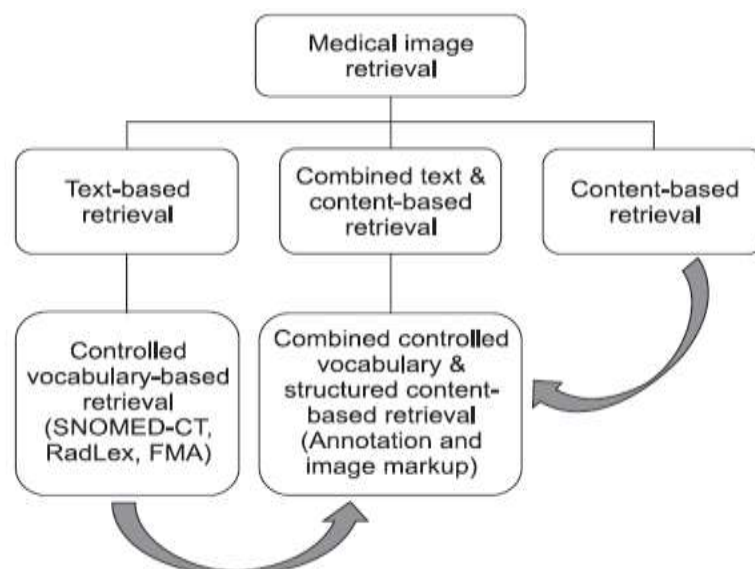 Medical image
retrieval
Text-based
retrieval
Combined text &
content-based
retrieval
Content-based
retrieval
Controlled
vocabulary-based
retrieval
(SNOMED-CT,
RadLex, FMA)
Combined controlled
vocabulary &
structured content-
based retrieval
(Annotation and
image markup)